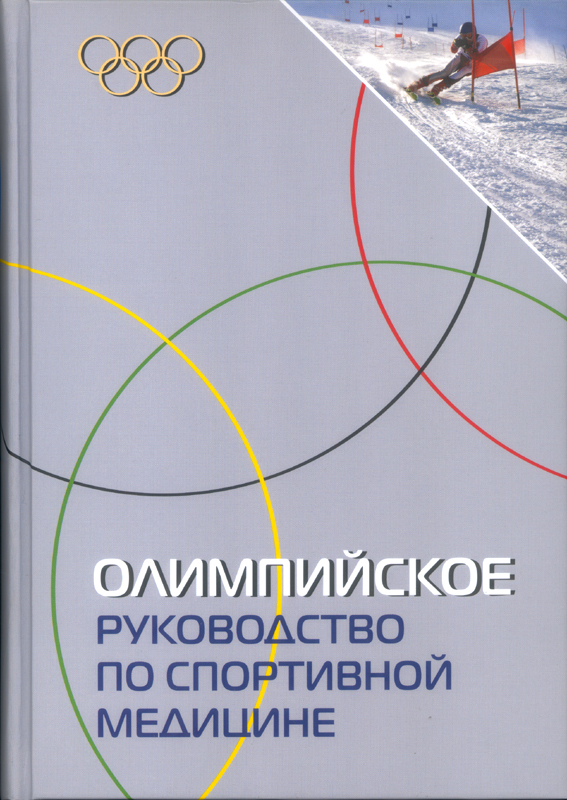 ОЛИМПИЙСКОЕ
РУКОВОДСТВО
ПО СПОРТИВНОЙ
МЕДИЦИНЕ